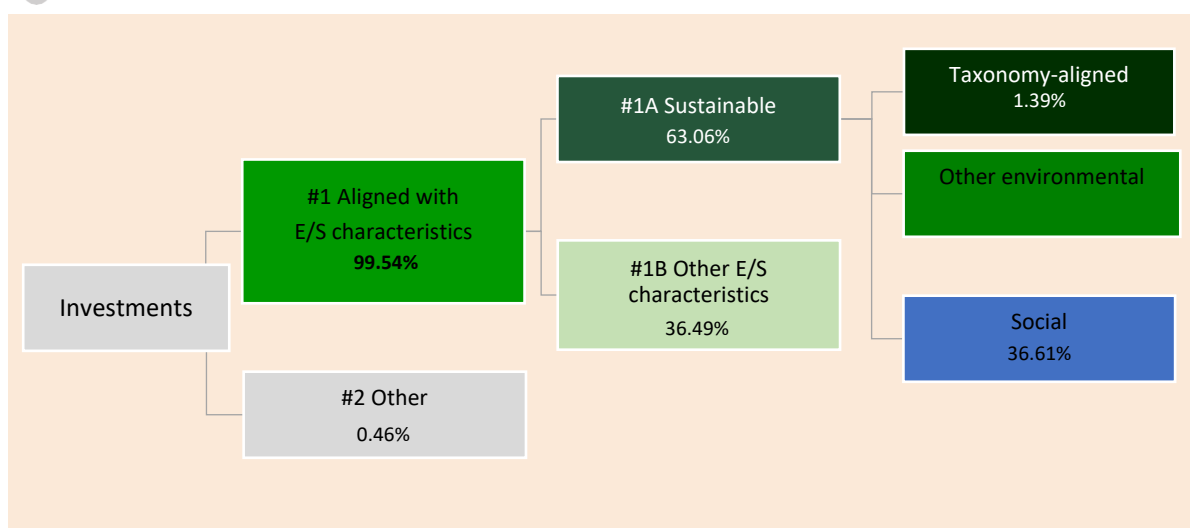 Investments
#1 Aligned with
E/S characteristics
99.54%
#2 Other
0.46%
#1A Sustainable
63.06%
#1B Other E/S
characteristics
36.49%
Taxonomy-aligned
1.39%
Other environmental
Social
36.61%